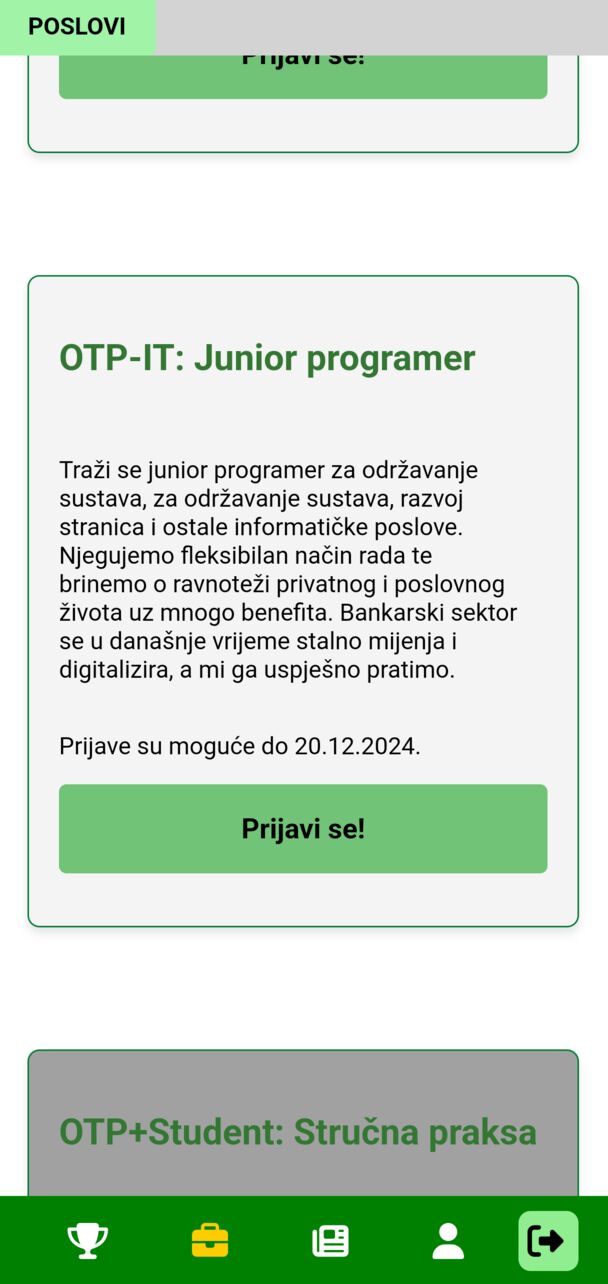 POSLOVI
Prijavi se!
OTP-IT: Junior programer
Traži se junior programer za održavanje
sustava, za održavanje sustava, razvoj
stranica i ostale informatičke poslove.
Njegujemo fleksibilan način rada te
brinemo o ravnoteži privatnog i poslovnog
života uz mnogo benefita. Bankarski sektor
se u današnje vrijeme stalno mijenja i
digitalizira, a mi ga uspješno pratimo.
Prijave su moguće do 20.12.2024.
Prijavi se!
OTP+Student: Stručna praksa